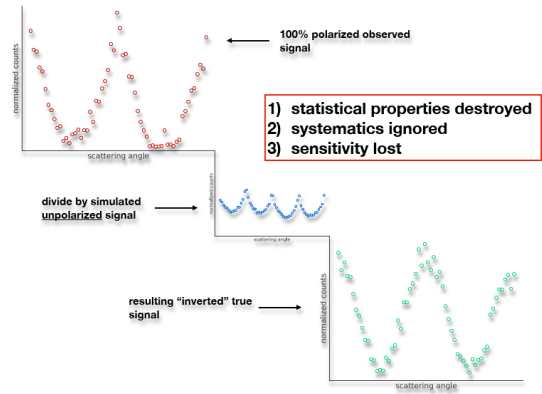 100% polarized observed
signal
normalized counts
scattering angle
1) statistical properties destroyed
2) systematics ignored
3) sensitivity lost
divide by simulated
unpolarized signal
normalized counts
scattering angle
resulting “inverted” true
signal
normalized counts
scattering angle